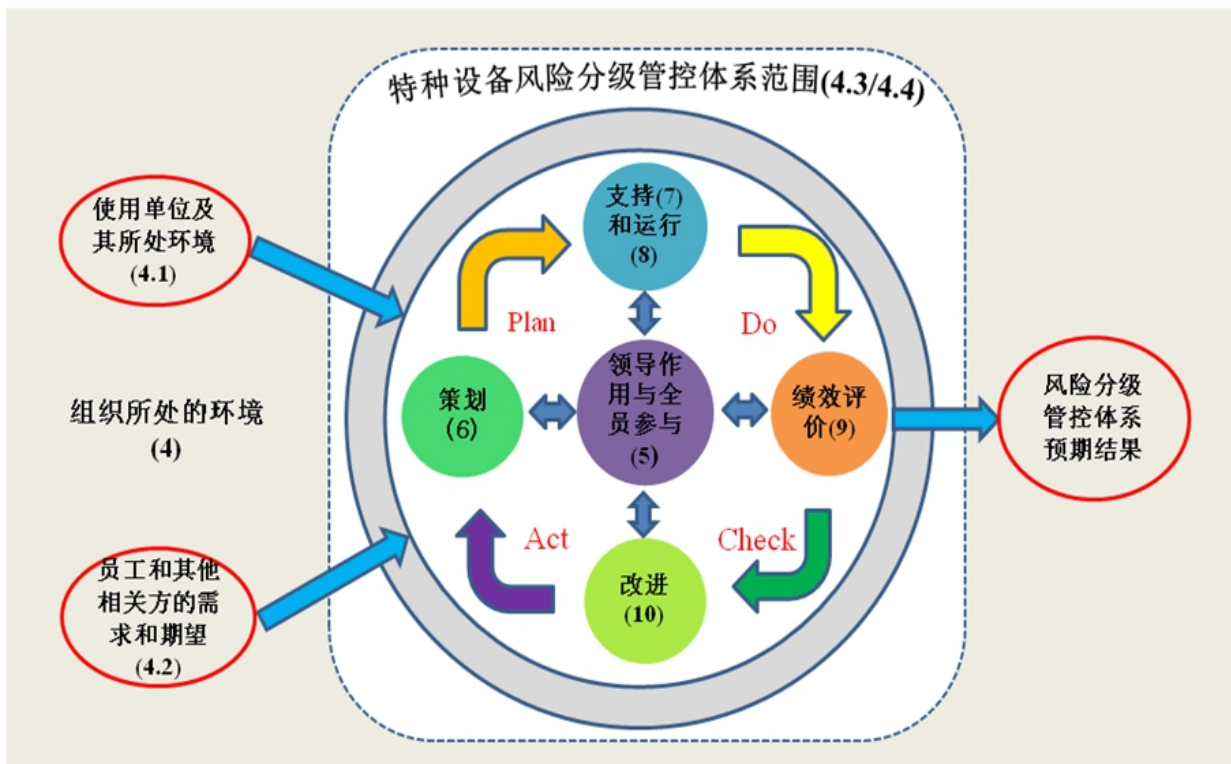 特种设备风险分级管控体系范围(4.3/4.4)
使用单位及
其所处环境
(4.1)
支持(7)
和运行
(8)
Plan
Do
组织所处的环境
(4)
策划
(6)
领导作
用与全
员参与
(5)
绩效评
价(9)
风险分级
管控体系
预期结果
Act
Check
员工和其他
相关方的需
求和期望
(4.2)
改进
(10)